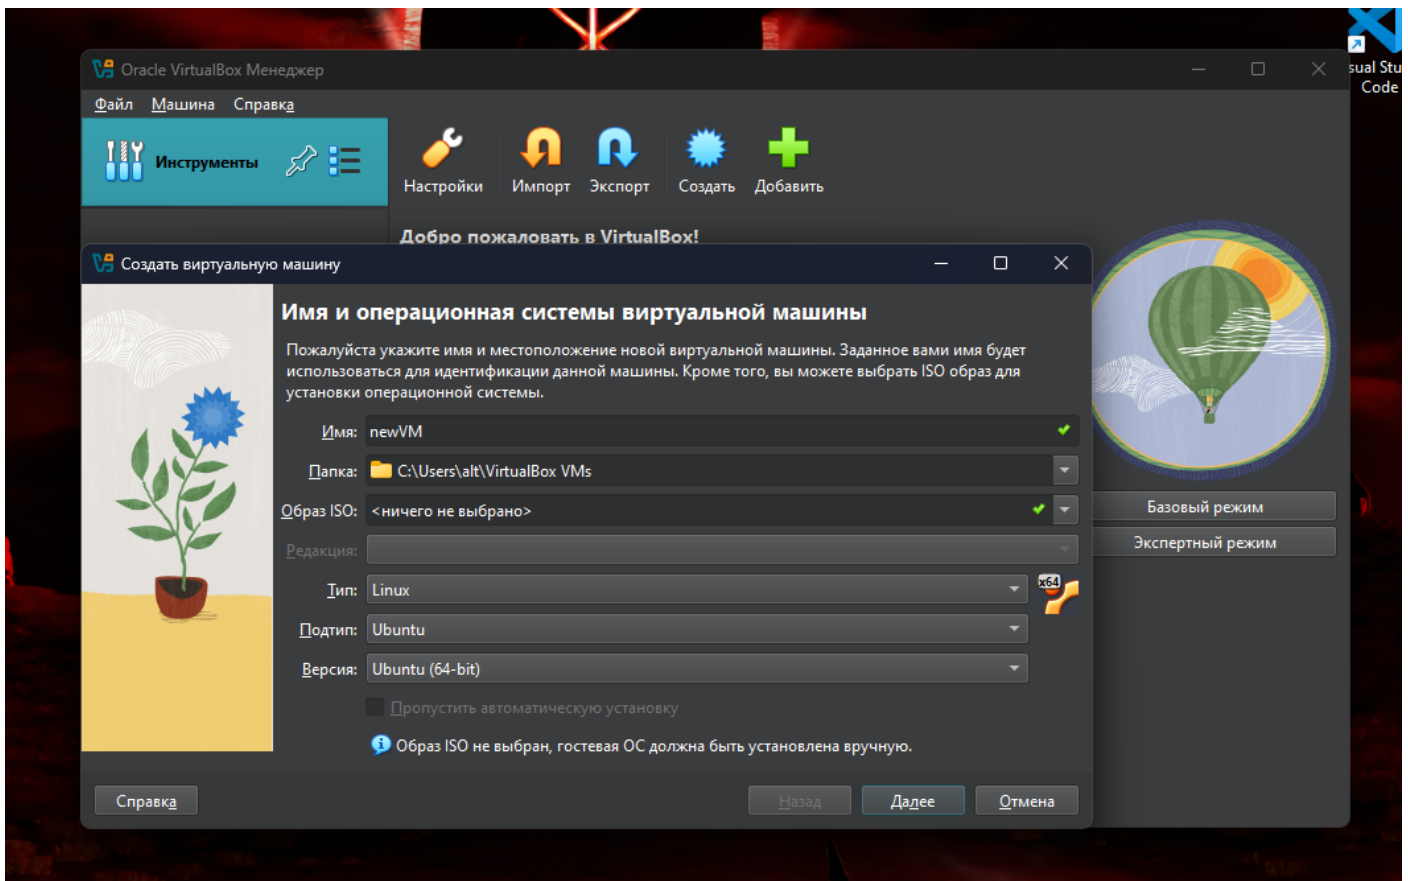 sual Stu
Code
Oracle VirtualBox Менеджер
Файл Машина Справка
Инструменты
Настройки Импорт Экспорт Создать Добавить
Добро пожаловать в VirtualBox!
Создать виртуальную машину
Имя и операционная системы виртуальной машины
Пожалуйста укажите имя и местоположение новой виртуальной машины. Заданное вами имя будет
использоваться для идентификации данной машины. Кроме того, вы можете выбрать ISO образ для
установки операционной системы.
Имя: newVM
Папка: C:\Users\alt\VirtualBox VMs
Образ ISO: <ничего не выбрано>
Редакция:
Тип: Linux
x64
Подтип: Ubuntu
Версия: Ubuntu (64-bit)
Пропустить автоматическую установку
Образ ISO не выбран, гостевая ОС должна быть установлена вручную.
Справка Назад Далее Отмена
Базовый режим
Экспертный режим